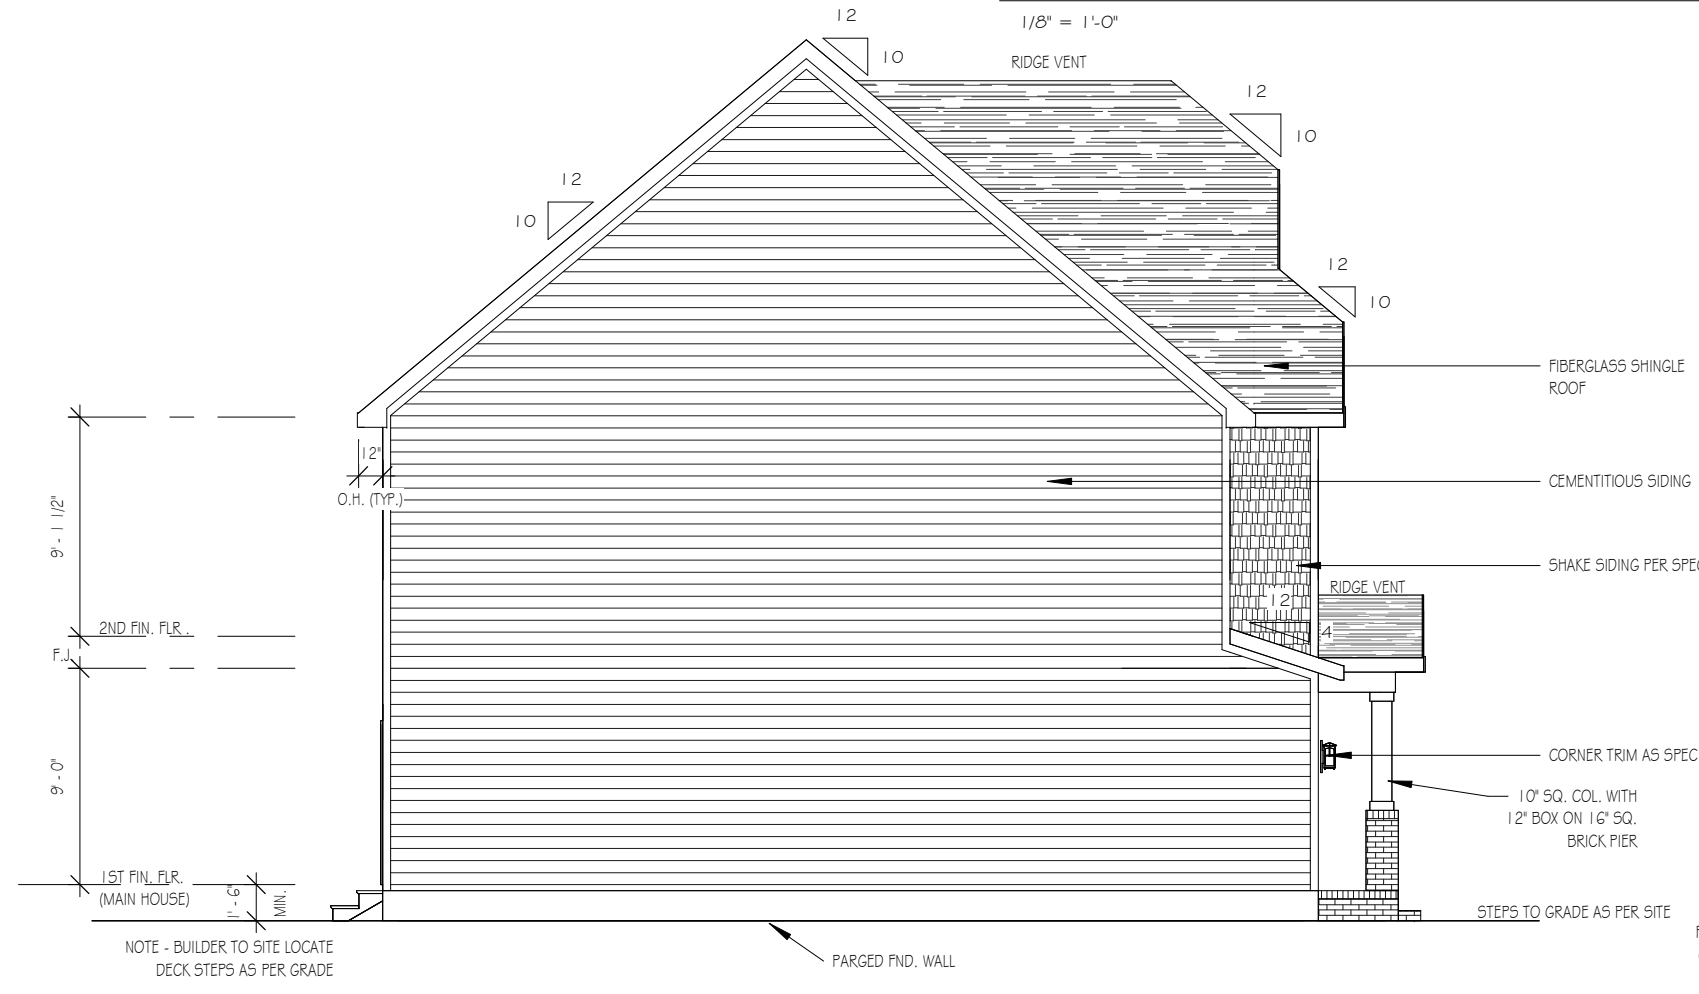 1/8" = 1'-0"
12
10
RIDGE VENT
12
10
12
10
12
10
FIBERGLASS SHINGLE
ROOF
12"
O.H. (TYP.)
CEMENTITIOUS SIDING
9' - 1 1/2"
SHAKE SIDING PER
RIDGE VENT
12
4
2ND FIN. FLR.
F.J.
9' - 0"
CORNER TRIM AS
10" SQ. COL. WITH
12" BOX ON 16" SQ.
BRICK PIER
1ST FIN. FLR.
(MAIN HOUSE)
1' - 6"
MIN.
STEPS TO GRADE AS PER SITE
NOTE - BUILDER TO SITE LOCATE
DECK STEPS AS PER GRADE
PARGED FND. WALL